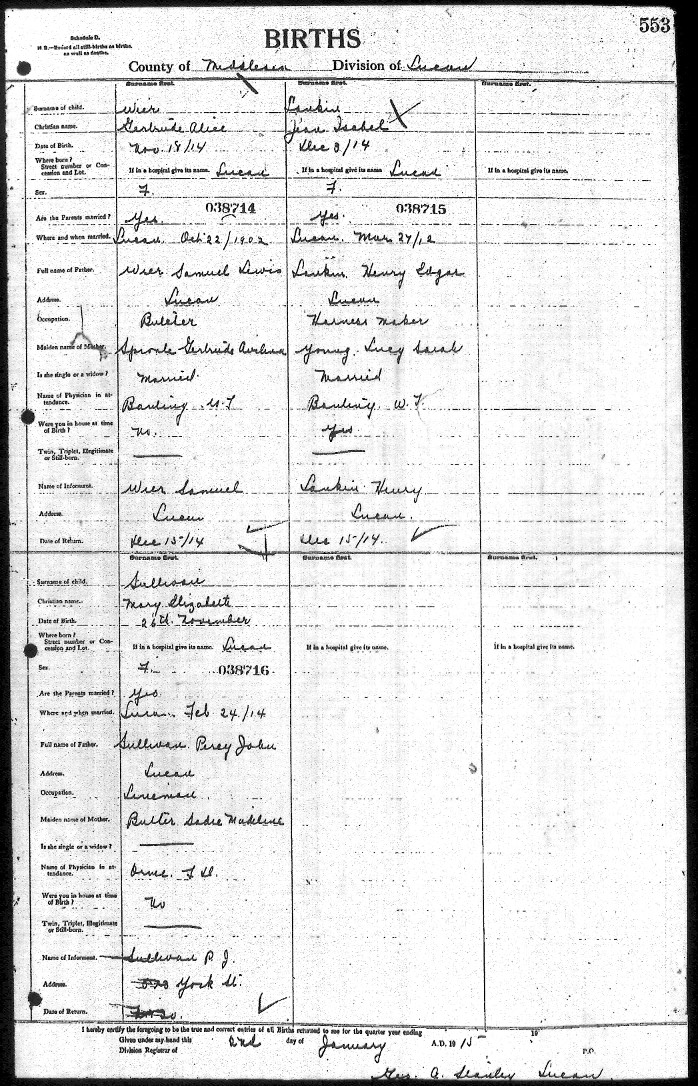 553
Schedule D.
N. B.—Record all still-births as births, as well as deaths.
BIRTHS
County of Middlesex Division of Lucan
Surname first. Surname first. Surname first.
Surname of child. Wier Lankin
Christian name. Gertrude Alice Jean Isabel
Date of Birth. Nov. 18/14 Dec 3/14
Where born? Street number or Concession and Lot. If in a hospital give its name. Lucan If in a hospital give its name. Lucan If in a hospital give its name.
Sex. F. F.
038714 038715
Are the Parents married? Yes. Yes.
Where and when married. Lucan. Oct 22/1902 Lucan. Mar 27/12
Full name of Father. Wier Samuel Lewis Lankin. Henry Edgar
Address. Lucan Lucan
Occupation. Butcher Harness maker
Maiden name of Mother. Sproale Gertrude Young. Lucy Sarah
Is she single or a widow? Married. Married
Name of Physician in attendance. Banting. W. T. Banting. W. T.
Were you in house at time of Birth? no. yes
Twin, Triplet, Illegitimate or Still-born.
Name of Informant. Wier Samuel Lankin Henry
Address. Lucan Lucan.
Date of Return. Dec 15/14 Dec 15/14.
Surname first. Surname first. Surname first.
Surname of child. Sullivan
Christian name. Mary Elizabeth
Date of Birth. 26th November
Where born? Street number or Concession and Lot. If in a hospital give its name. Lucan If in a hospital give its name. If in a hospital give its name.
Sex. F. 038716
Are the Parents married? Yes
Where and when married. Lucan. Feb 24/14
Full name of Father. Sullivan. Percy John
Address. Lucan
Occupation. Lineman
Maiden name of Mother. Butler Sadie Madeline
Is she single or a widow?
Name of Physician in attendance. Orme. F. H.
Were you in house at time of Birth? No
Twin, Triplet, Illegitimate or Still-born.
Name of Informant. Sullivan P. J.
Address. York St.
Date of Return.
I hereby certify the foregoing to be the true and correct entries of all Births returned to me for the quarter year ending 19
Given under my hand this 2nd day of January A.D. 1915
Division Registrar of P.O.
Geo. A. Stanley Lucan